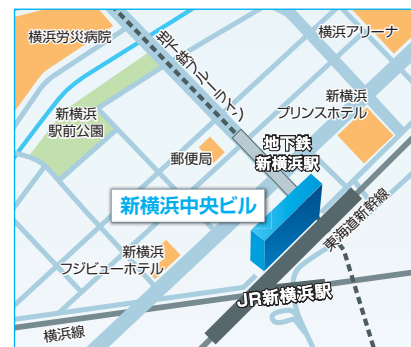 横浜労災病院
地下鉄ブルーライン
横浜アリーナ
新横浜
駅前公園
新横浜
プリンスホテル
郵便局
地下鉄
新横浜駅
新横浜中央ビル
東海道新幹線
新横浜
フジビューホテル
JR新横浜駅
横浜線